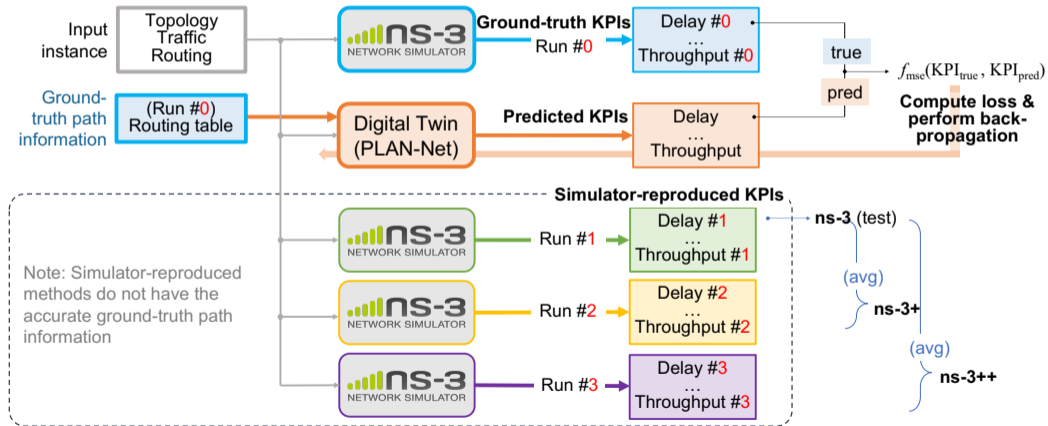 Input
instance
Topology
Traffic
Routing
ns-3
NETWORK SIMULATOR
Ground-truth KPIs
Run #0
Delay #0
...
Throughput #0
true
pred
fmse(KPItrue , KPIpred)
Compute loss &
perform back-
propagation
Ground-
truth path
information
(Run #0)
Routing table
Digital Twin
(PLAN-Net)
Predicted KPIs
Delay
...
Throughput
Simulator-reproduced KPIs
Note: Simulator-reproduced
methods do not have the
accurate ground-truth path
information
ns-3
NETWORK SIMULATOR
Run #1
Delay #1
...
Throughput #1
ns-3 (test)
(avg)
ns-3+
ns-3
NETWORK SIMULATOR
Run #2
Delay #2
...
Throughput #2
(avg)
ns-3++
ns-3
NETWORK SIMULATOR
Run #3
Delay #3
...
Throughput #3